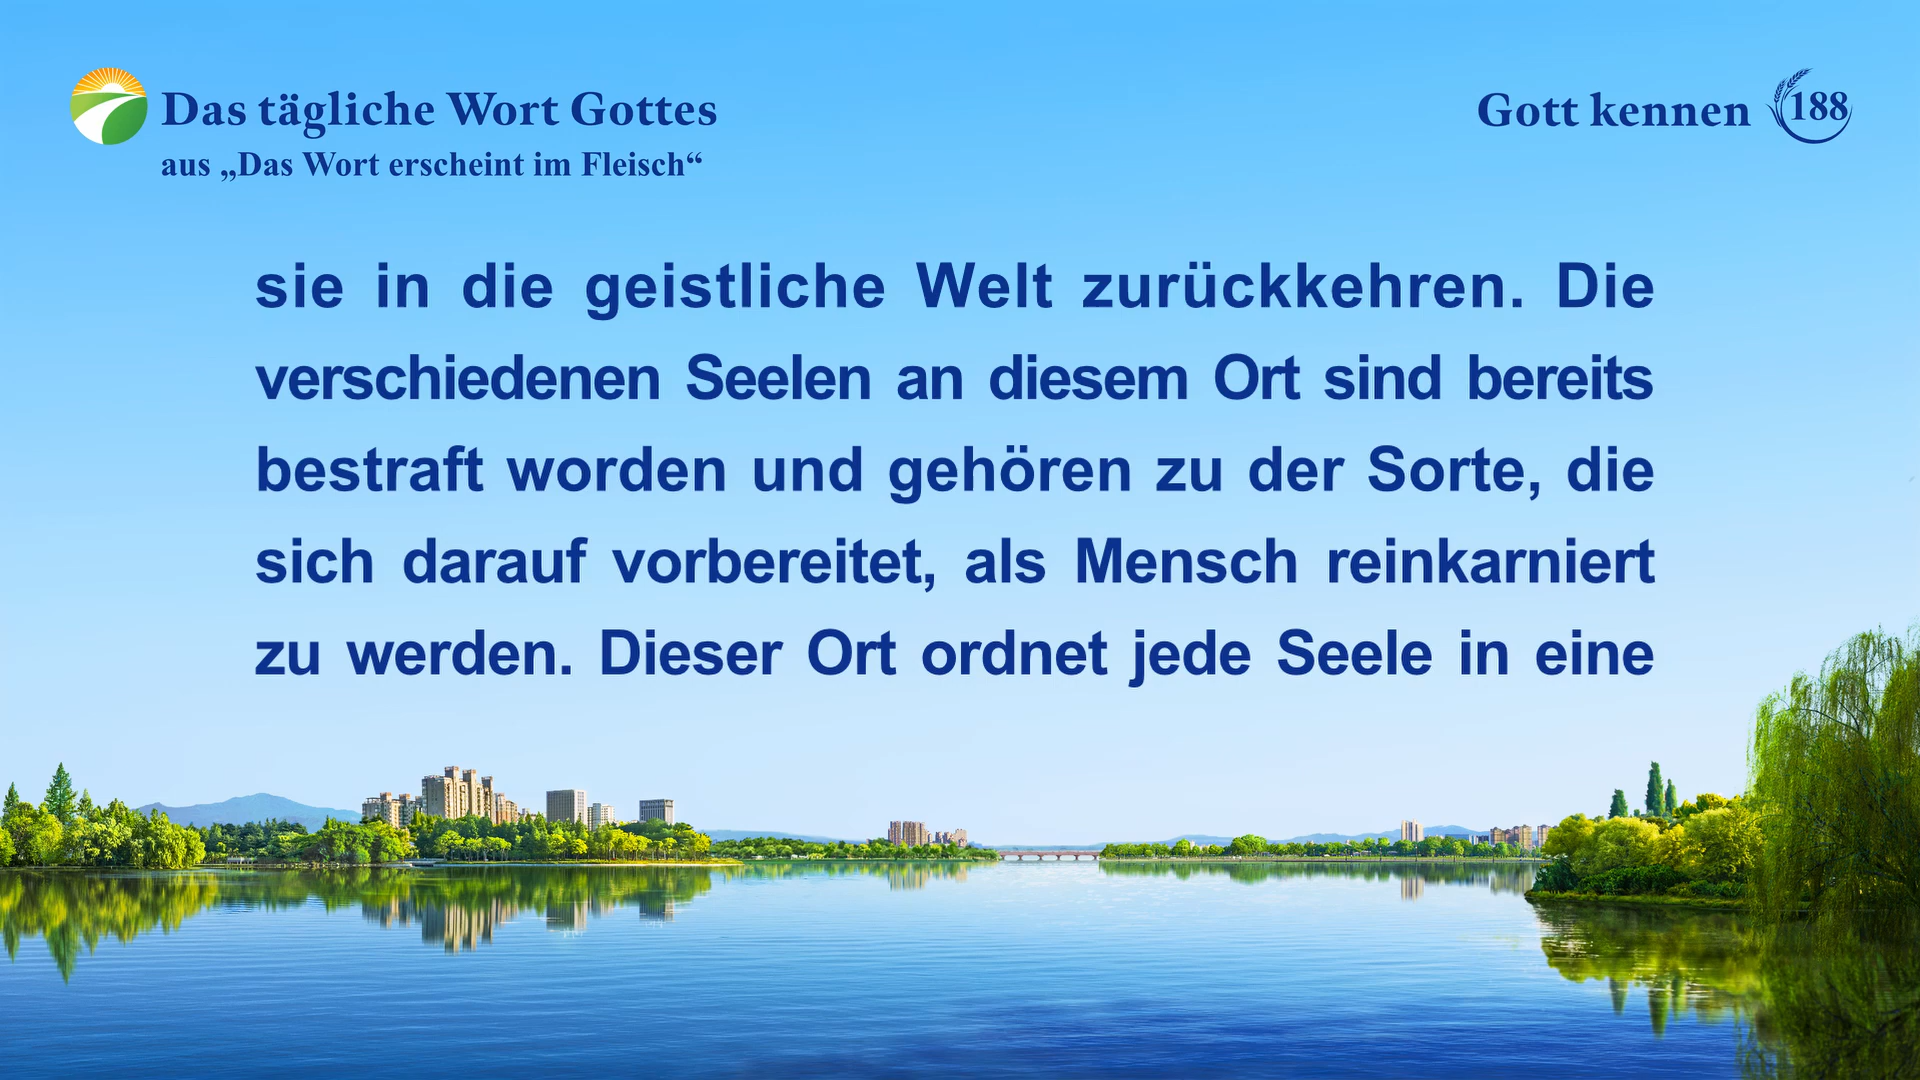 Das tägliche Wort Gottes
aus „Das Wort erscheint im Fleisch“
Gott kennen 188
sie in die geistliche Welt zurückkehren. Die
verschiedenen Seelen an diesem Ort sind bereits
bestraft worden und gehören zu der Sorte, die
sich darauf vorbereitet, als Mensch reinkarniert
zu werden. Dieser Ort ordnet jede Seele in eine